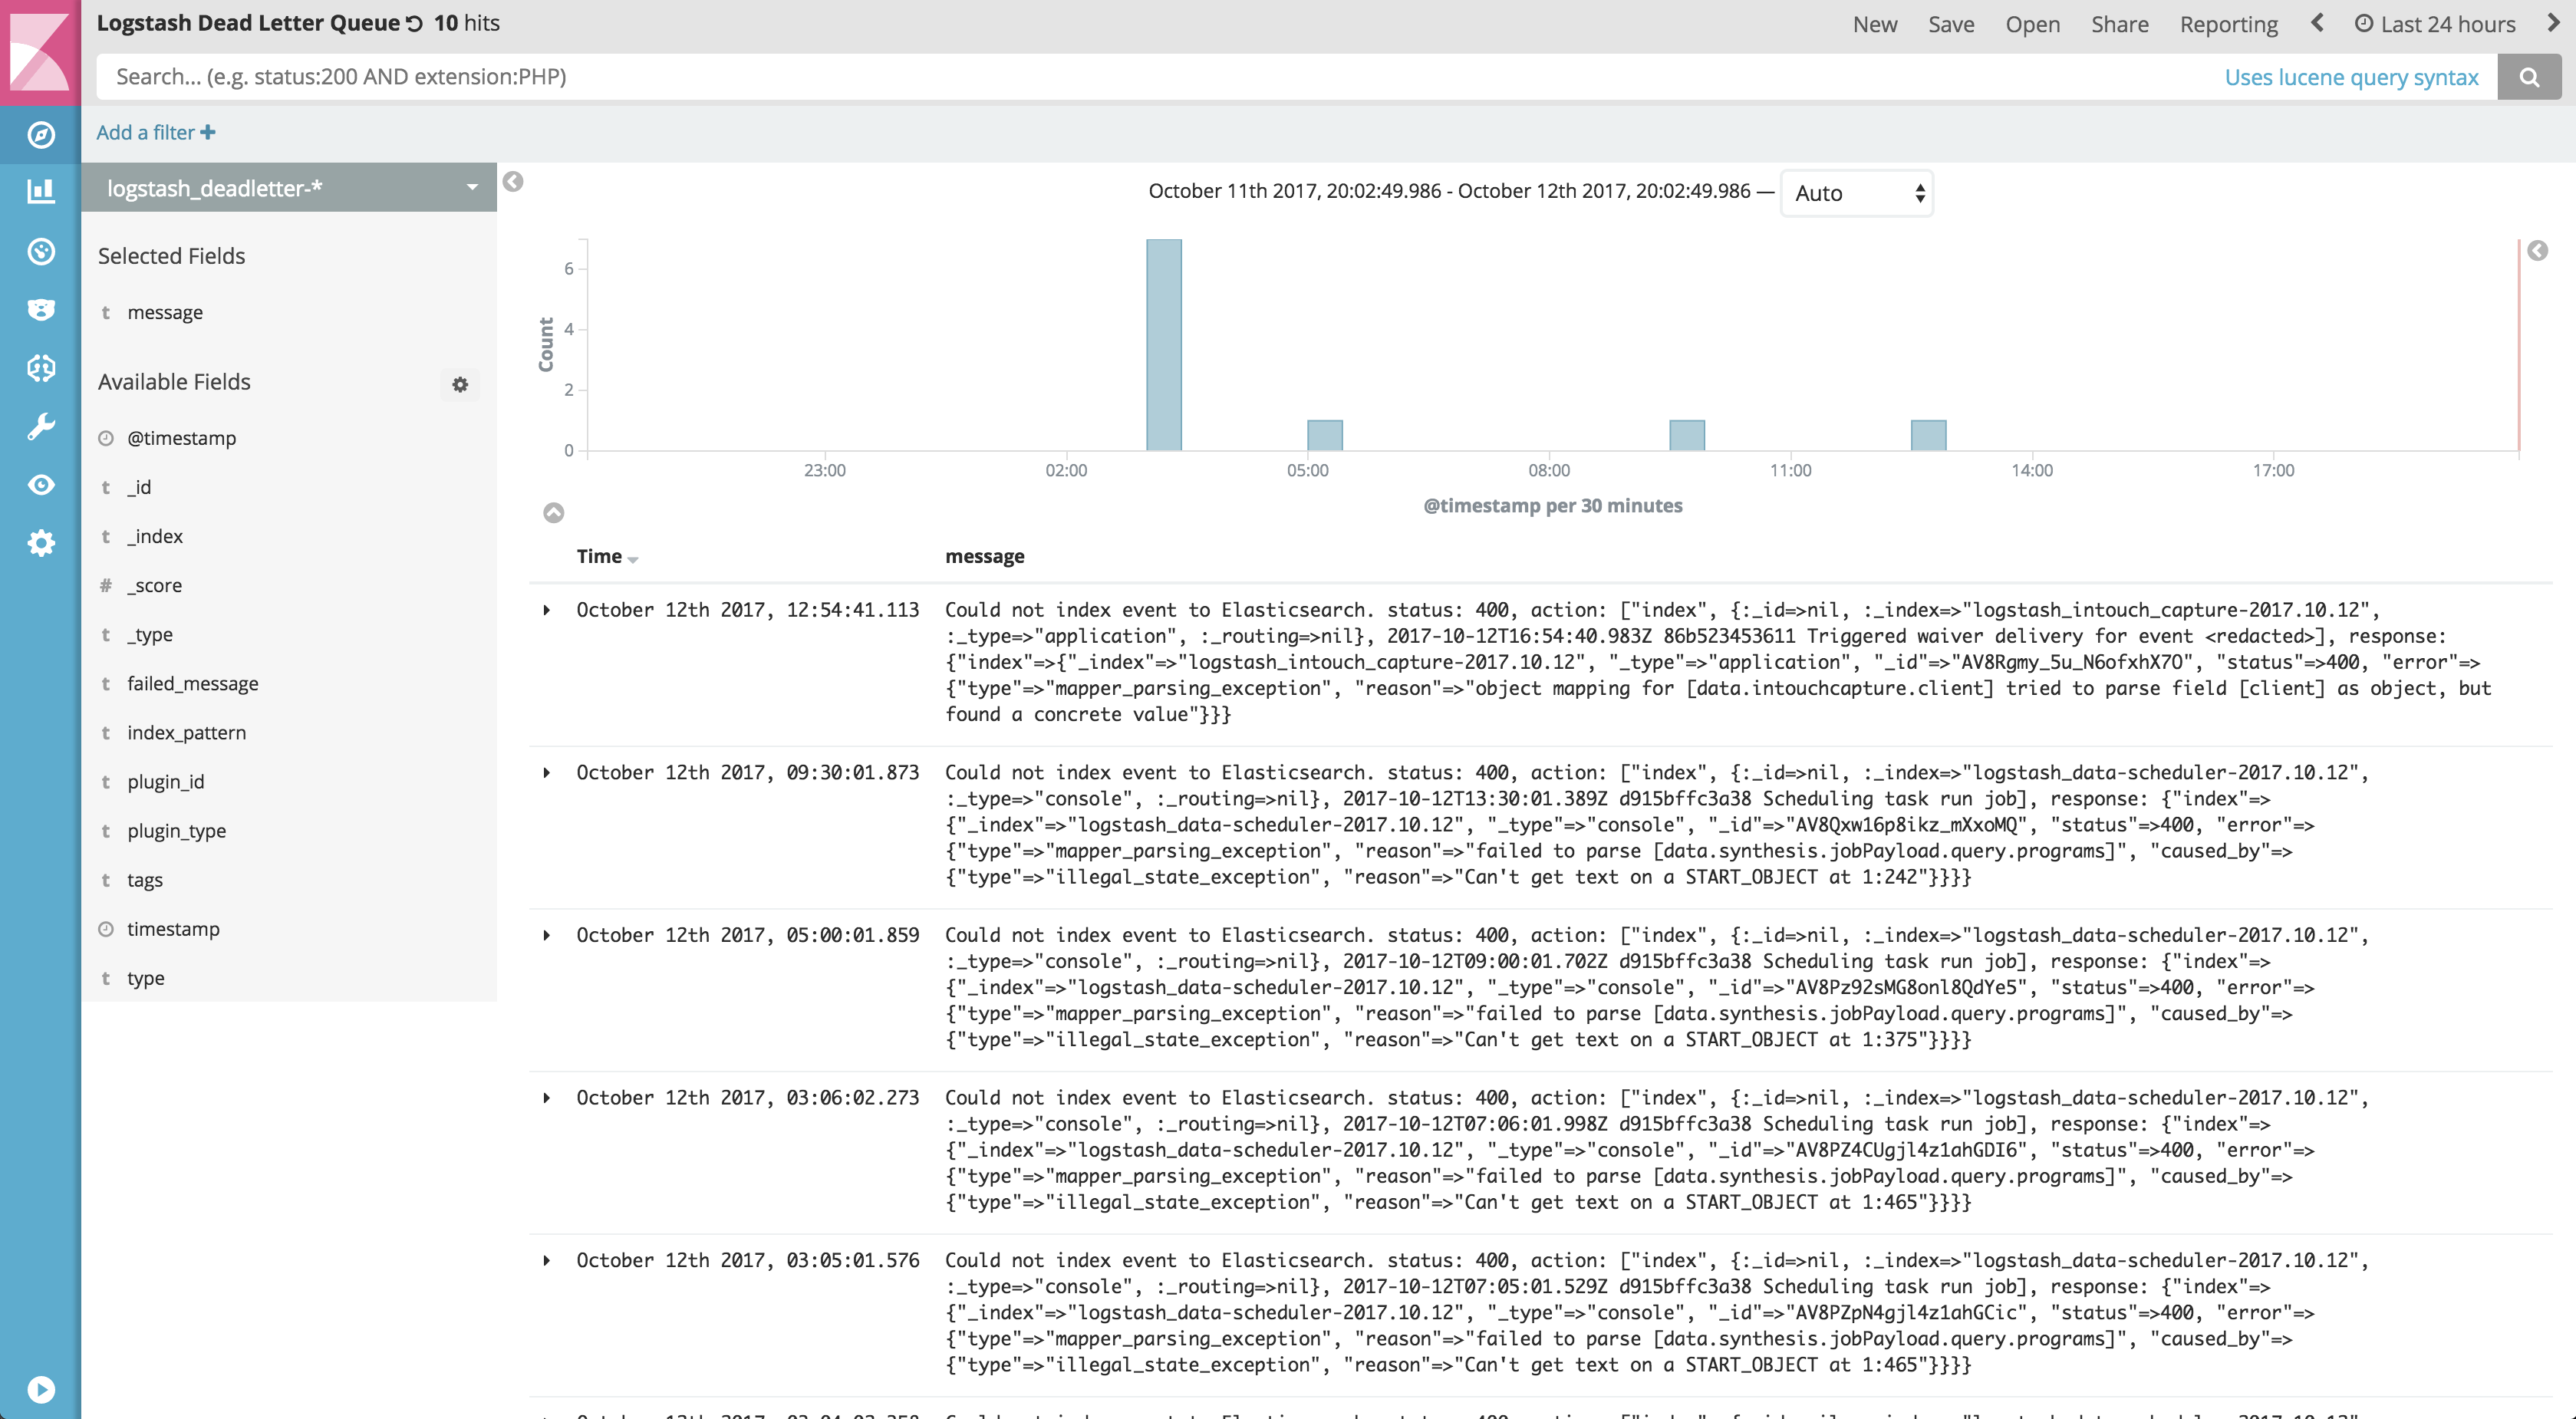 Logstash Dead Letter Queue 10 hits
New Save Open Share Reporting Last 24 hours
Search... (e.g. status:200 AND extension:PHP)
Uses lucene query syntax
Add a filter
logstash_deadletter-*
Selected Fields
t message
Available Fields
@timestamp
t _id
t _index
# _score
t _type
t failed_message
t index_pattern
t plugin_id
t plugin_type
t tags
timestamp
t type
October 11th 2017, 20:02:49.986 - October 12th 2017, 20:02:49.986 — Auto
Count
6
4
2
0
23:00 02:00 05:00 08:00 11:00 14:00 17:00
@timestamp per 30 minutes
Time message
October 12th 2017, 12:54:41.113 Could not index event to Elasticsearch. status: 400, action: ["index", {:_id=>nil, :_index=>"logstash_intouch_capture-2017.10.12",
:_type=>"application", :_routing=>nil}, 2017-10-12T16:54:40.983Z 86b523453611 Triggered waiver delivery for event <redacted>], response:
{"index"=>{"_index"=>"logstash_intouch_capture-2017.10.12", "_type"=>"application", "_id"=>"AV8Rgmy_5u_N6ofxhX7O", "status"=>400, "error"=>
{"type"=>"mapper_parsing_exception", "reason"=>"object mapping for [data.intouchcapture.client] tried to parse field [client] as object, but
found a concrete value"}}}
October 12th 2017, 09:30:01.873 Could not index event to Elasticsearch. status: 400, action: ["index", {:_id=>nil, :_index=>"logstash_data-scheduler-2017.10.12",
:_type=>"console", :_routing=>nil}, 2017-10-12T13:30:01.389Z d915bffc3a38 Scheduling task run job], response: {"index"=>
{"_index"=>"logstash_data-scheduler-2017.10.12", "_type"=>"console", "_id"=>"AV8Qxw16p8ikz_mXxoMQ", "status"=>400, "error"=>
{"type"=>"mapper_parsing_exception", "reason"=>"failed to parse [data.synthesis.jobPayload.query.programs]", "caused_by"=>
{"type"=>"illegal_state_exception", "reason"=>"Can't get text on a START_OBJECT at 1:242"}}}}
October 12th 2017, 05:00:01.859 Could not index event to Elasticsearch. status: 400, action: ["index", {:_id=>nil, :_index=>"logstash_data-scheduler-2017.10.12",
:_type=>"console", :_routing=>nil}, 2017-10-12T09:00:01.702Z d915bffc3a38 Scheduling task run job], response: {"index"=>
{"_index"=>"logstash_data-scheduler-2017.10.12", "_type"=>"console", "_id"=>"AV8Pz92sMG8onl8QdYe5", "status"=>400, "error"=>
{"type"=>"mapper_parsing_exception", "reason"=>"failed to parse [data.synthesis.jobPayload.query.programs]", "caused_by"=>
{"type"=>"illegal_state_exception", "reason"=>"Can't get text on a START_OBJECT at 1:375"}}}}
October 12th 2017, 03:06:02.273 Could not index event to Elasticsearch. status: 400, action: ["index", {:_id=>nil, :_index=>"logstash_data-scheduler-2017.10.12",
:_type=>"console", :_routing=>nil}, 2017-10-12T07:06:01.998Z d915bffc3a38 Scheduling task run job], response: {"index"=>
{"_index"=>"logstash_data-scheduler-2017.10.12", "_type"=>"console", "_id"=>"AV8PZ4CUgjl4z1ahGDI6", "status"=>400, "error"=>
{"type"=>"mapper_parsing_exception", "reason"=>"failed to parse [data.synthesis.jobPayload.query.programs]", "caused_by"=>
{"type"=>"illegal_state_exception", "reason"=>"Can't get text on a START_OBJECT at 1:465"}}}}
October 12th 2017, 03:05:01.576 Could not index event to Elasticsearch. status: 400, action: ["index", {:_id=>nil, :_index=>"logstash_data-scheduler-2017.10.12",
:_type=>"console", :_routing=>nil}, 2017-10-12T07:05:01.529Z d915bffc3a38 Scheduling task run job], response: {"index"=>
{"_index"=>"logstash_data-scheduler-2017.10.12", "_type"=>"console", "_id"=>"AV8PZpN4gjl4z1ahGCic", "status"=>400, "error"=>
{"type"=>"mapper_parsing_exception", "reason"=>"failed to parse [data.synthesis.jobPayload.query.programs]", "caused_by"=>
{"type"=>"illegal_state_exception", "reason"=>"Can't get text on a START_OBJECT at 1:465"}}}}